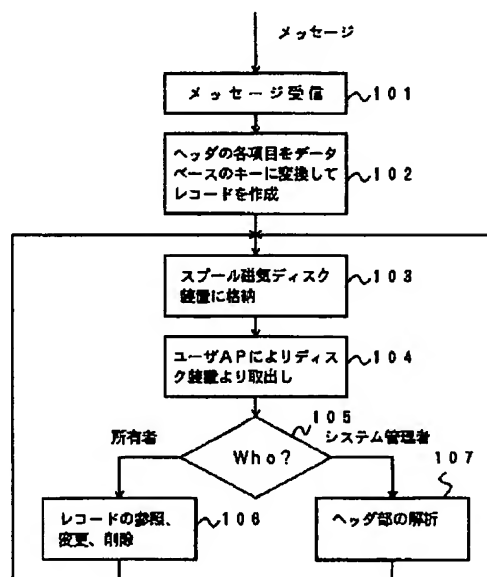 メッセージ
メッセージ受信
101
ヘッダの各項目をデータ
ベースのキーに変換して
レコードを作成
102
スプール磁気ディスク
装置に格納
103
ユーザAPによりディス
ク装置より取出し
104
105
所有者
システム管理者
Who?
107
レコードの参照、
変更、削除
106
ヘッダ部の解析